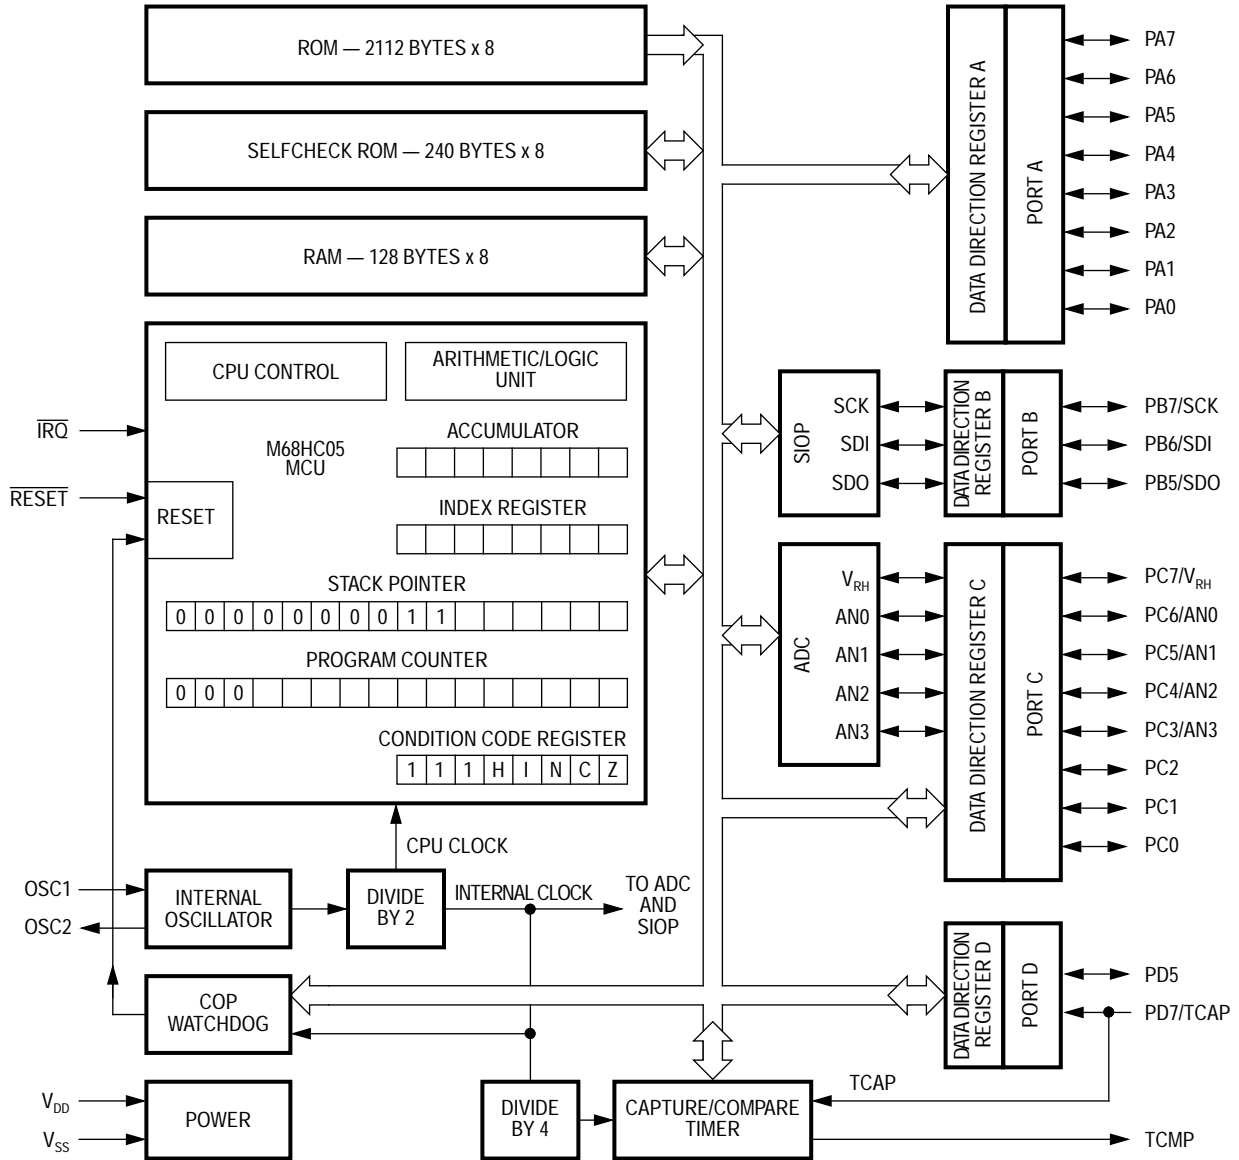 ROM — 2112 BYTES x 8
SELFCHECK ROM — 240 BYTES x 8
RAM — 128 BYTES x 8
CPU CONTROL
ARITHMETIC/LOGIC
UNIT
M68HC05
MCU
ACCUMULATOR
INDEX REGISTER
IRQ
RESET
RESET
STACK POINTER
0 0 0 0 0 0 0 0 1 1
PROGRAM COUNTER
0 0 0
CONDITION CODE REGISTER
1 1 1 H I N C Z
CPU CLOCK
OSC1
OSC2
INTERNAL
OSCILLATOR
DIVIDE
BY 2
INTERNAL CLOCK
TO ADC
AND
SIOP
COP
WATCHDOG
VDD
VSS
POWER
DIVIDE
BY 4
CAPTURE/COMPARE
TIMER
TCAP
TCMP
DATA DIRECTION REGISTER A
PORT A
PA7
PA6
PA5
PA4
PA3
PA2
PA1
PA0
SIOP
SCK
SDI
SDO
DATA DIRECTION
REGISTER B
PORT B
PB7/SCK
PB6/SDI
PB5/SDO
ADC
VRH
AN0
AN1
AN2
AN3
DATA DIRECTION REGISTER C
PORT C
PC7/VRH
PC6/AN0
PC5/AN1
PC4/AN2
PC3/AN3
PC2
PC1
PC0
DATA DIRECTION
REGISTER D
PORT D
PD5
PD7/TCAP